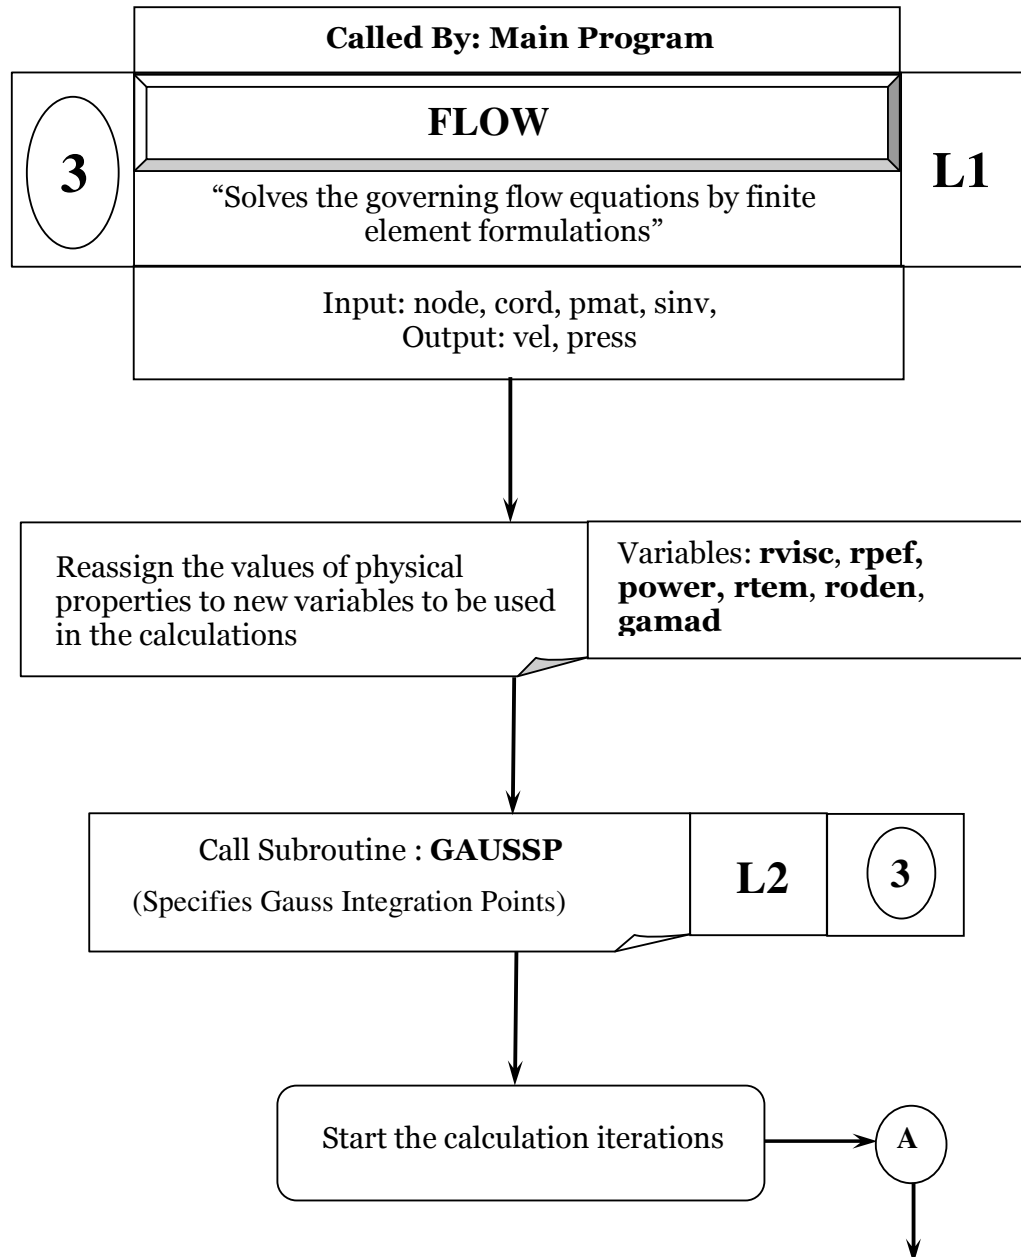 Called By: Main Program
3
FLOW
L1
“Solves the governing flow equations by finite
element formulations”
Input: node, cord, pmat, sinv,
Output: vel, press
Reassign the values of physical
properties to new variables to be used
in the calculations
Variables: rvisc, rpef,
power, rtem, roden,
gamad
Call Subroutine : GAUSSP
(Specifies Gauss Integration Points)
L2
3
Start the calculation iterations
A